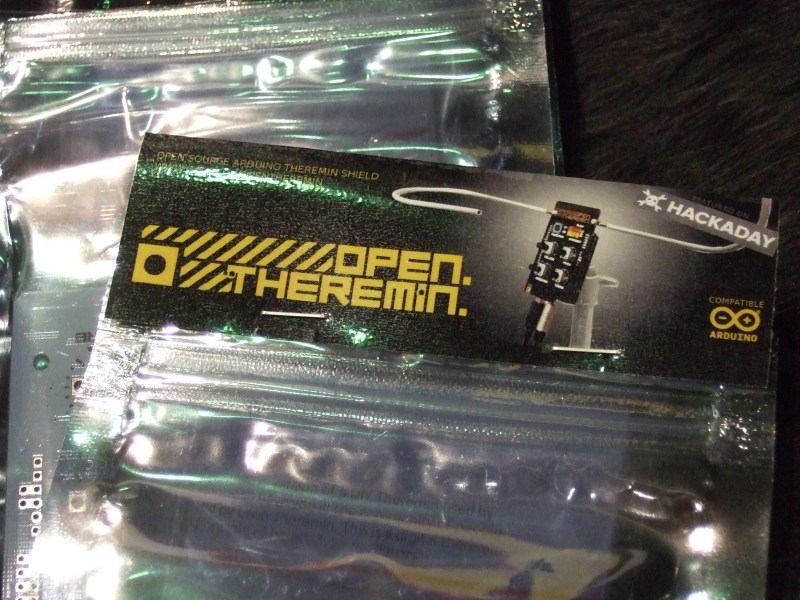 OPEN SOURCE ARDUINO THEREMIN SHIELD
HACKADAY
OPEN.
THEREMIN.
COMPATIBLE
ARDUINO